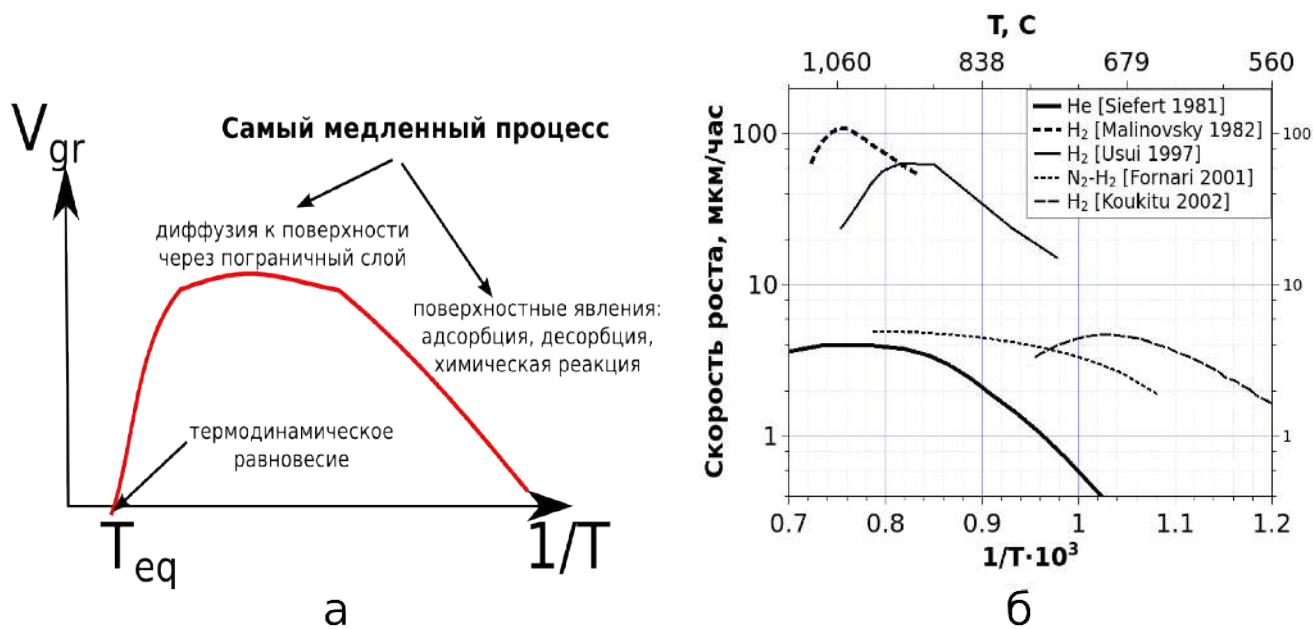 V_gr
Самый медленный процесс
диффузия к поверхности
через пограничный слой
поверхностные явления:
адсорбция, десорбция,
химическая реакция
термодинамическое
равновесие
T_eq
1/T
а
T, C
1,060 838 679 560
He [Siefert 1981]
H₂ [Malinovsky 1982]
H₂ [Usui 1997]
N₂-H₂ [Fornari 2001]
H₂ [Koukitu 2002]
Скорость роста, мкм/час
100 100
10 10
1 1
0.7 0.8 0.9 1 1.1 1.2
1/T·10³
б